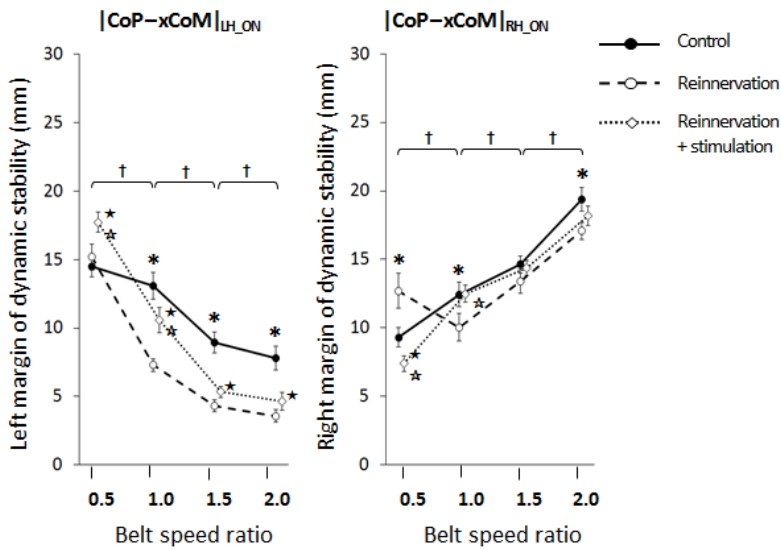 |CoP−xCoM|LH_ON
|CoP−xCoM|RH_ON
Control
Reinnervation
Reinnervation
+ stimulation
Left margin of dynamic stability (mm)
30
25
20
15
10
5
0
† † †
★
☆
*
★
☆
*
★
*
★
0.5 1.0 1.5 2.0
Belt speed ratio
Right margin of dynamic stability (mm)
30
25
20
15
10
5
0
† † †
*
★
☆
*
☆
*
0.5 1.0 1.5 2.0
Belt speed ratio